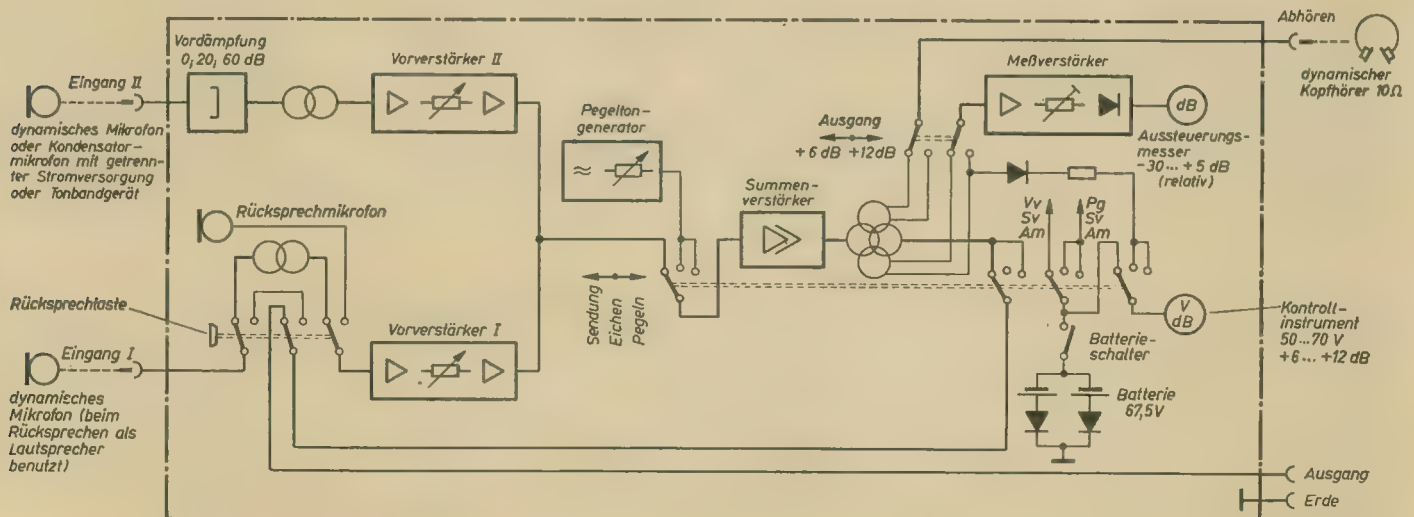 Vordämpfung
0; 20; 60 dB
Eingang II
dynamisches Mikrofon
oder Kondensator-
mikrofon mit getrenn-
ter Stromversorgung
oder Tonbandgerät
Vorverstärker II
Rücksprechmikrofon
Rücksprechtaste
Eingang I
dynamisches
Mikrofon (beim
Rücksprechen als
Lautsprecher
benutzt)
Vorverstärker I
Pegelton-
generator
≈
Sendung
Eichen
Pegeln
Summen-
verstärker
Ausgang
+6 dB +12 dB
Meßverstärker
dB
Aussteuerungs-
messer
-30 ... +5 dB
(relativ)
Abhören
dynamischer
Kopfhörer 10Ω
Vv
Sv
Am
Pg
Sv
Am
V
dB
Kontroll-
instrument
50...70 V
+6 ... +12 dB
Batterie-
schalter
Batterie
67,5V
Ausgang
Erde